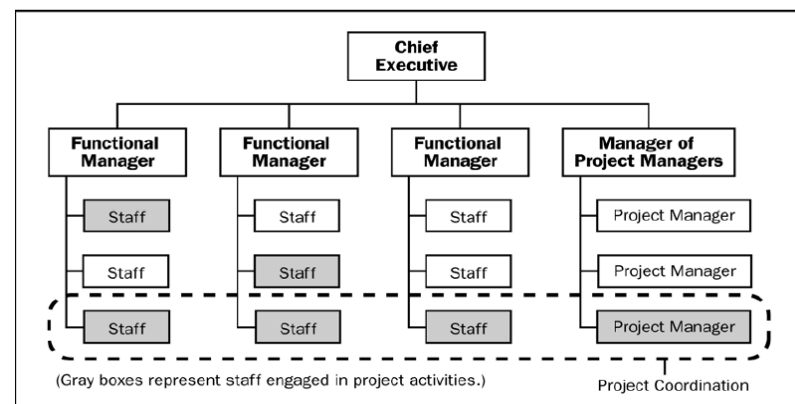 Chief
Executive
Functional
Manager
Functional
Manager
Functional
Manager
Manager of
Project Managers
Staff
Staff
Staff
Project Manager
Staff
Staff
Staff
Project Manager
Staff
Staff
Staff
Project Manager
(Gray boxes represent staff engaged in project activities.)
Project Coordination